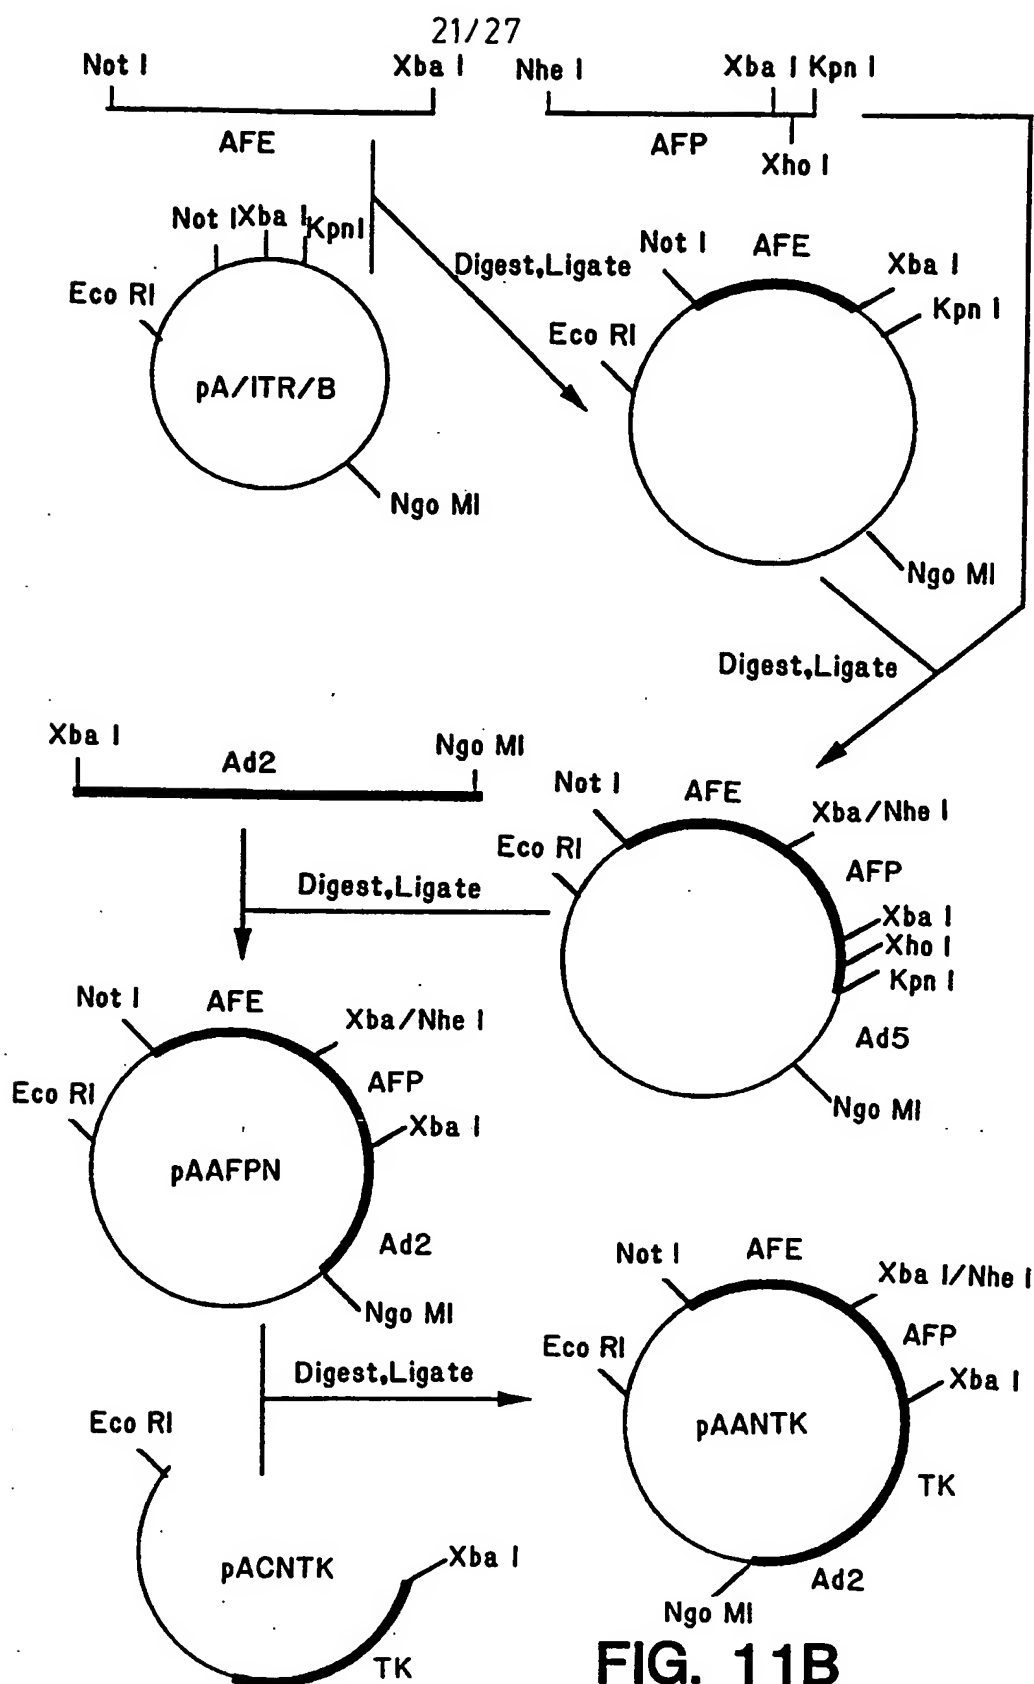 21/27
Not I
Xba I
Nhe I
Xba I Kpn I
AFE
AFP
Xho I
Not I Xba I KpnI
Eco RI
pA/ITR/B
Ngo MI
Digest,Ligate
Not I
AFE
Xba I
Kpn I
Eco RI
Ngo MI
Digest,Ligate
Xba I
Ad2
Ngo MI
Digest,Ligate
Not I
AFE
Xba/Nhe I
Eco RI
AFP
Xba I
Xho I
Kpn I
Ad5
Ngo MI
Not I
AFE
Xba/Nhe I
Eco RI
AFP
Xba I
pAAFPN
Ad2
Ngo MI
Digest,Ligate
Eco RI
Xba I
pACNTK
TK
Not I
AFE
Xba I/Nhe I
Eco RI
AFP
Xba I
pAANTK
TK
Ad2
Ngo MI
FIG. 11B